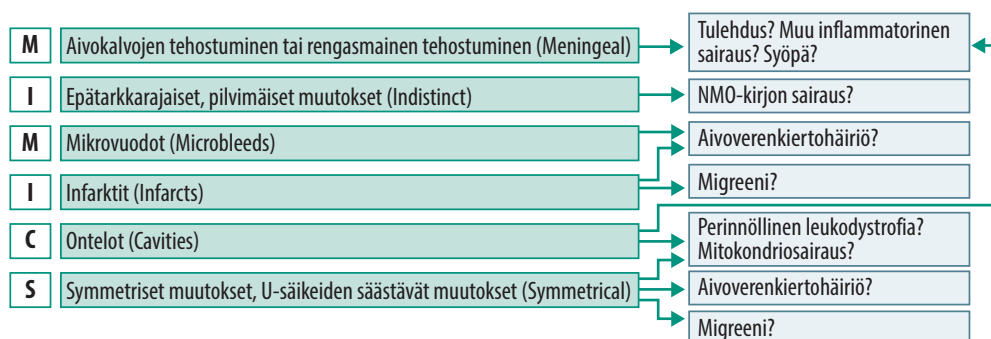 M Aivokalvojen tehostuminen tai rengasmainen tehostuminen (Meningeal)
Tulehdus? Muu inflammatorinen
sairaus? Syöpä?
I Epätarkkarajaiset, pilvimäiset muutokset (Indistinct)
NMO-kirjon sairaus?
M Mikrovuodot (Microbleeds)
Aivoverenkiertohäiriö?
I Infarktit (Infarcts)
Migreeni?
C Ontelot (Cavities)
Perinnöllinen leukodystrofia?
Mitokondriosairaus?
S Symmetriset muutokset, U-säikeiden säästävät muutokset (Symmetrical)
Aivoverenkiertohäiriö?
Migreeni?